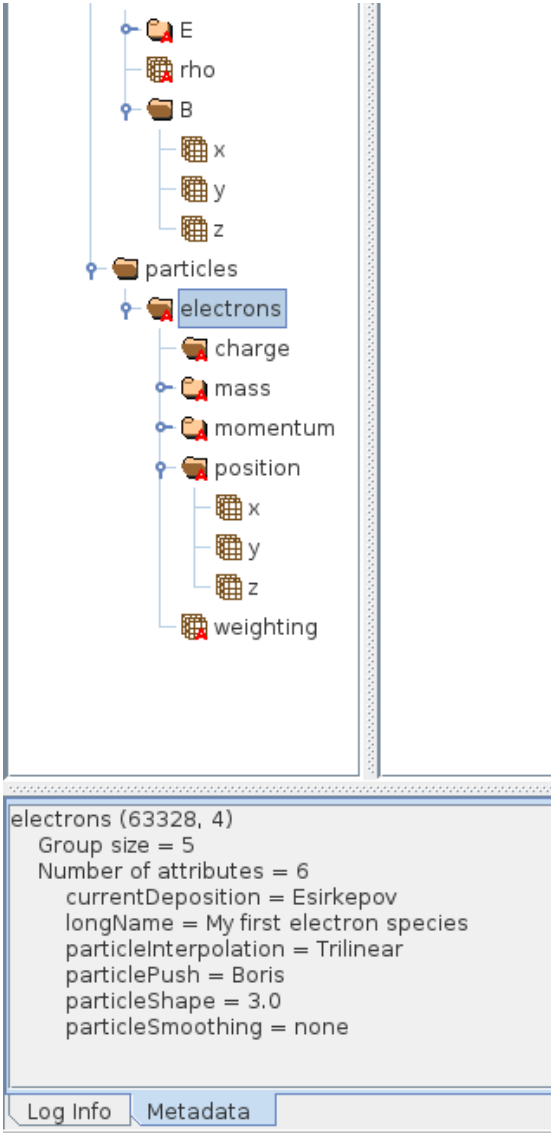 E
rho
B
x
y
z
particles
electrons
charge
mass
momentum
position
x
y
z
weighting
electrons (63328, 4)
Group size = 5
Number of attributes = 6
currentDeposition = Esirkepov
longName = My first electron species
particleInterpolation = Trilinear
particlePush = Boris
particleShape = 3.0
particleSmoothing = none
Log Info Metadata